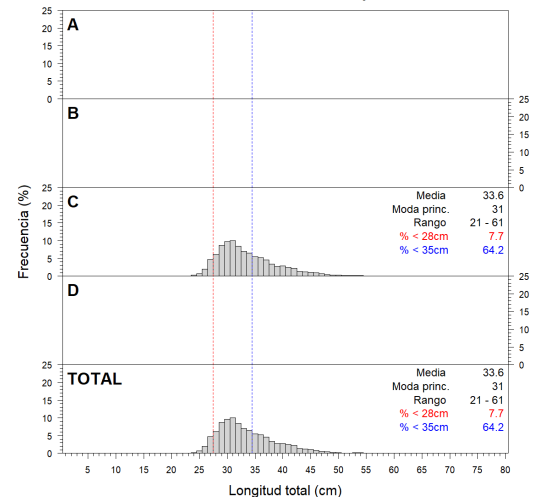 25
20
15
10
5
0
A
25
20
15
10
5
0
B
Frecuencia (%)
25
20
15
10
5
0
C
Media 33.6
Moda princ. 31
Rango 21 - 61
% < 28cm 7.7
% < 35cm 64.2
25
20
15
10
5
0
D
25
20
15
10
5
0
TOTAL
Media 33.6
Moda princ. 31
Rango 21 - 61
% < 28cm 7.7
% < 35cm 64.2
5 10 15 20 25 30 35 40 45 50 55 60 65 70 75 80
Longitud total (cm)